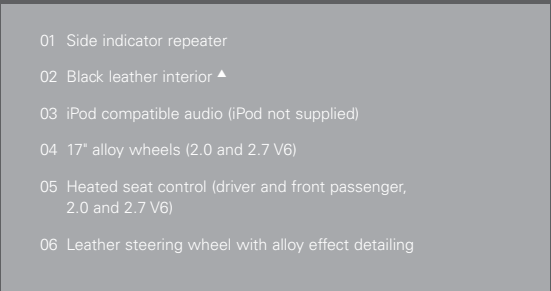 01 Side indicator repeater
02 Black leather interior ▲
03 iPod compatible audio (iPod not supplied)
04 17" alloy wheels (2.0 and 2.7 V6)
05 Heated seat control (driver and front passenger,
2.0 and 2.7 V6)
06 Leather steering wheel with alloy effect detailing